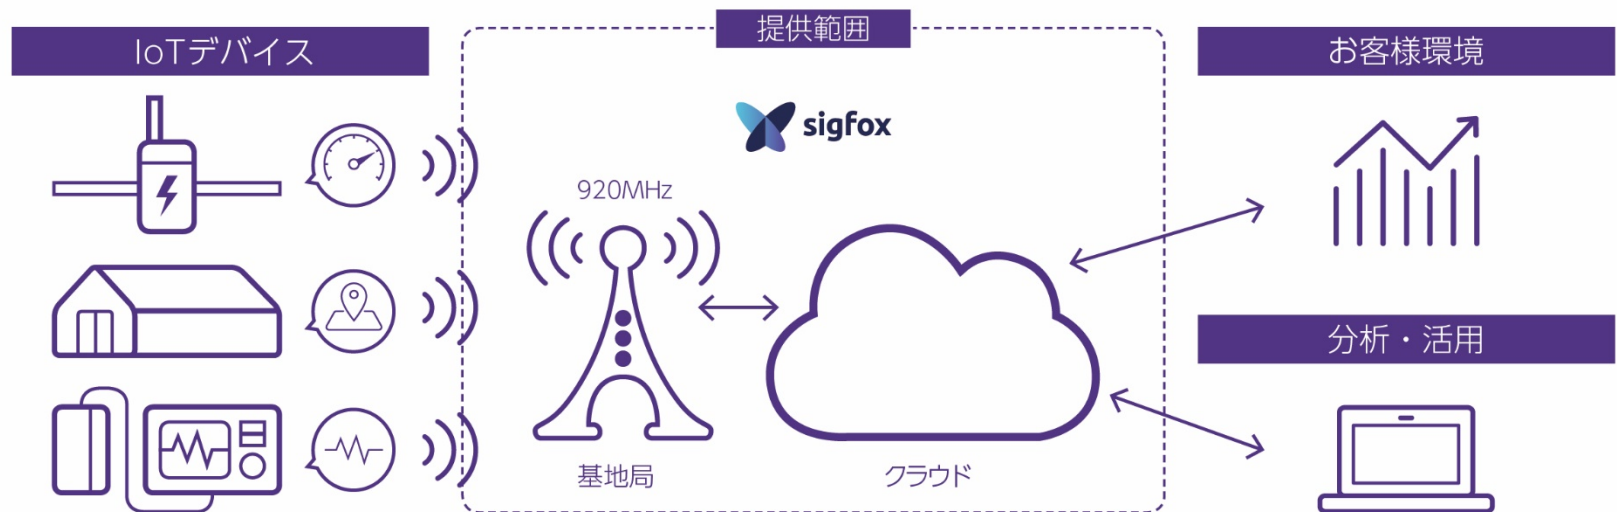 IoTデバイス
提供範囲
お客様環境
sigfox
920MHz
基地局
クラウド
分析・活用